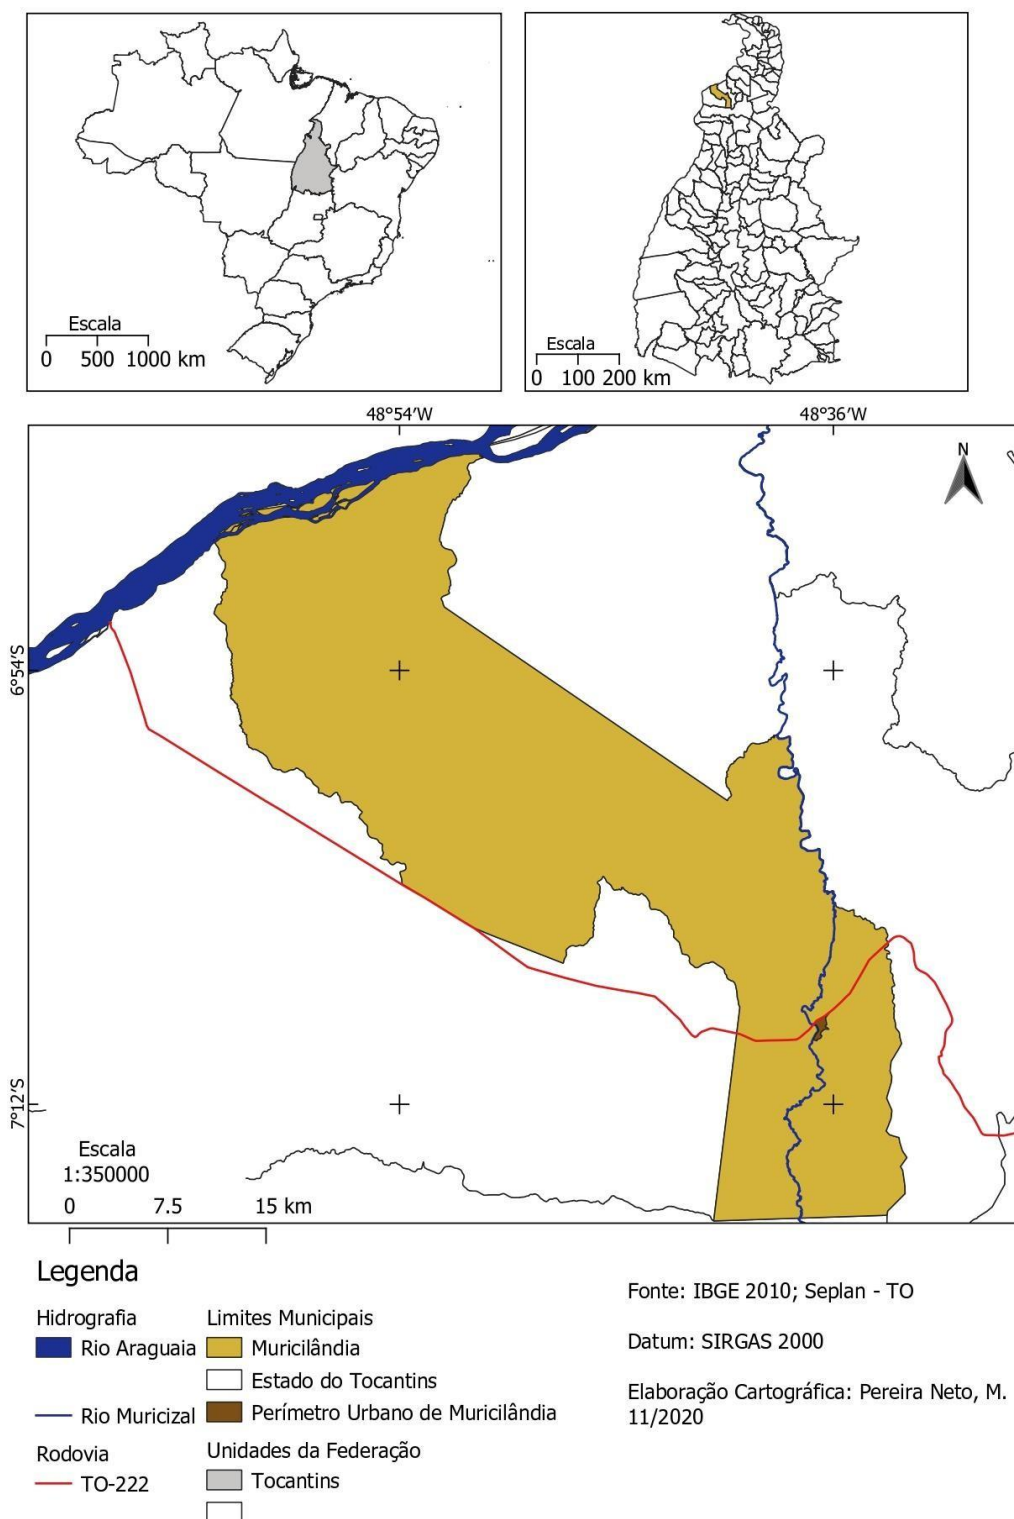 Escala
0 500 1000 km
Escala
0 100 200 km
48°54′W 48°36′W
N
6°54′S
7°12′S
Escala
1:350000
0 7.5 15 km
Legenda
Hidrografia
Rio Araguaia
Rio Muricizal
Rodovia
TO-222
Limites Municipais
Muricilândia
Estado do Tocantins
Perímetro Urbano de Muricilândia
Unidades da Federação
Tocantins
Fonte: IBGE 2010; Seplan - TO
Datum: SIRGAS 2000
Elaboração Cartográfica: Pereira Neto, M.
11/2020